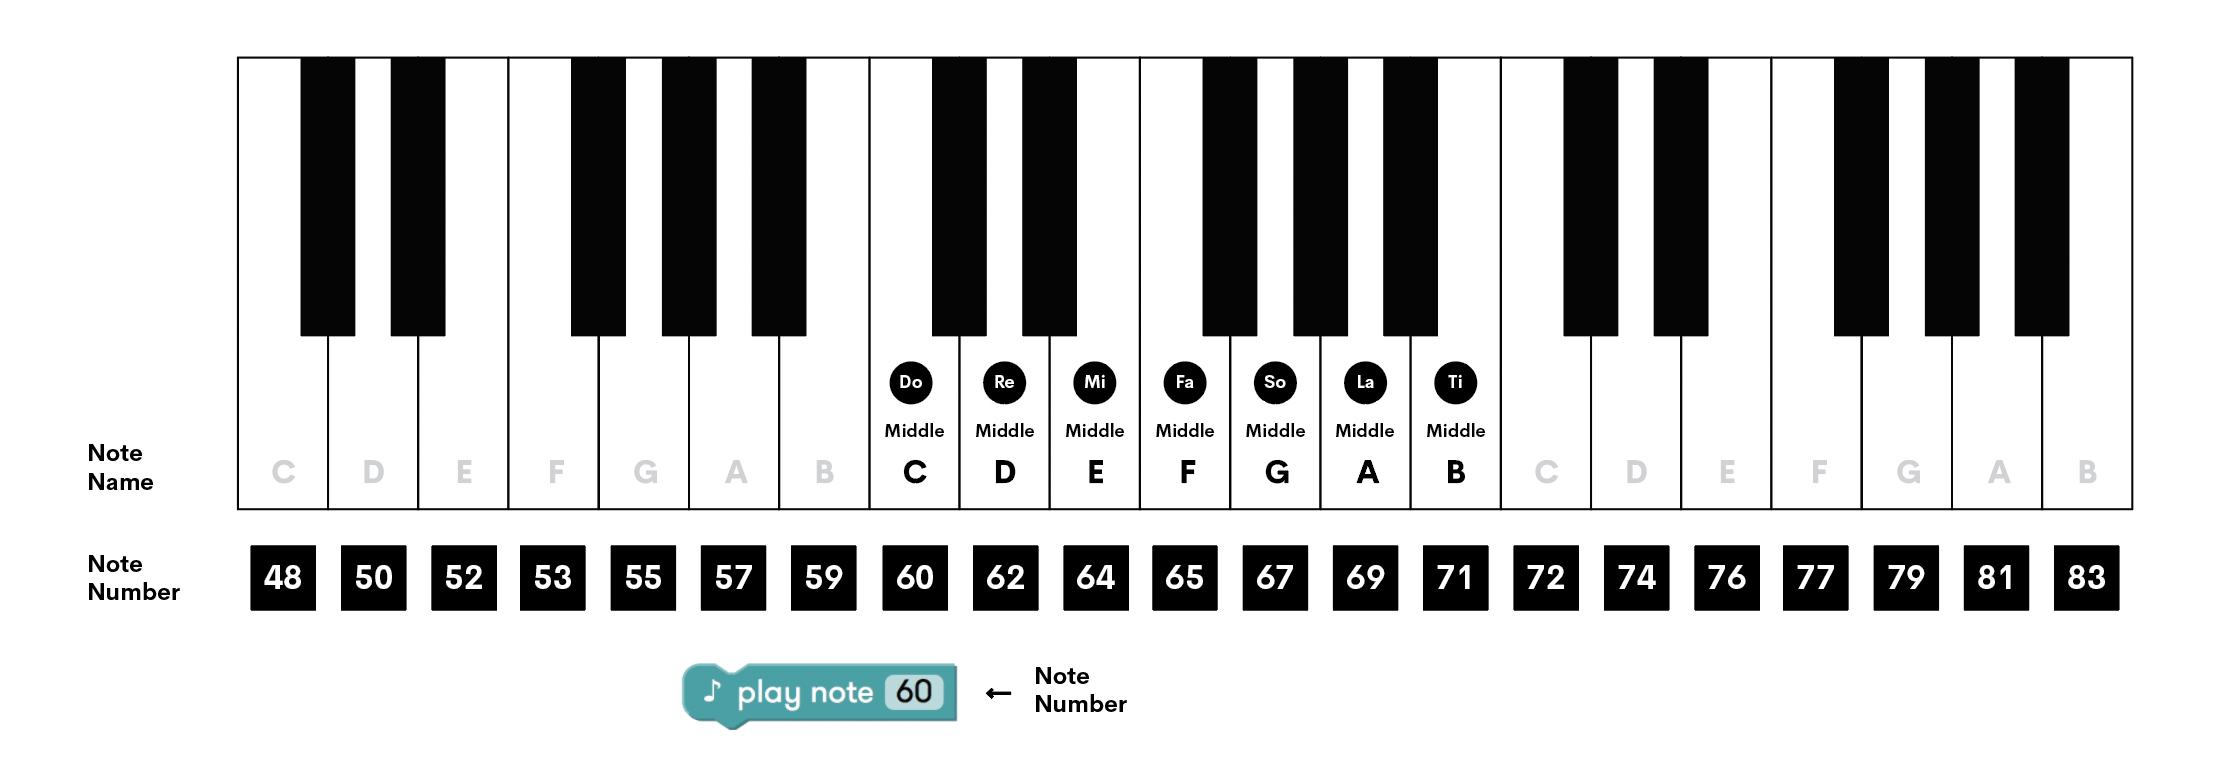 Do Re Mi Fa So La Ti
Middle Middle Middle Middle Middle Middle Middle
Note
Name
C D E F G A B C D E F G A B C D E F G A B
Note
Number
48 50 52 53 55 57 59 60 62 64 65 67 69 71 72 74 76 77 79 81 83
♪ play note 60
← Note
Number